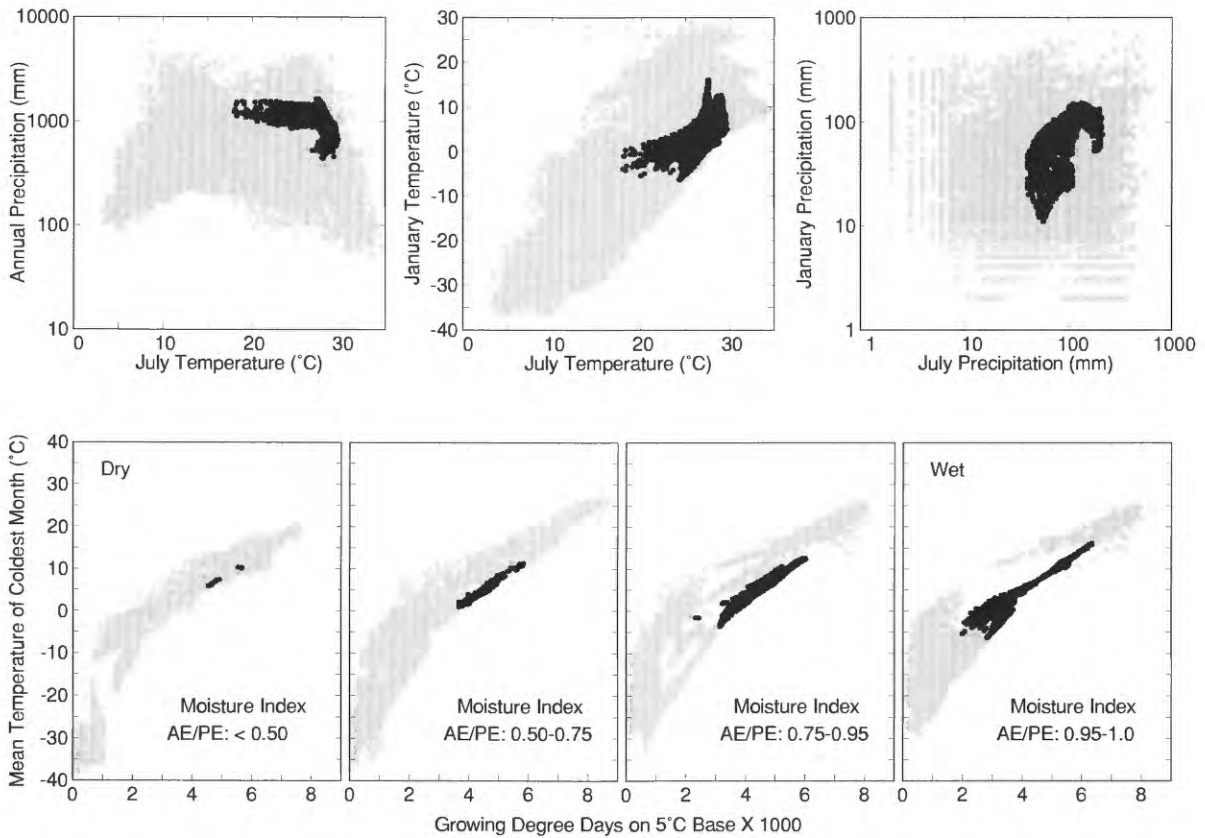 10000
1000
100
10
Annual Precipitation (mm)
0 10 20 30
July Temperature (°C)
30
20
10
0
-10
-20
-30
-40
January Temperature (°C)
0 10 20 30
July Temperature (°C)
1000
100
10
1
January Precipitation (mm)
1 10 100 1000
July Precipitation (mm)
40
30
20
10
0
-10
-20
-30
-40
Mean Temperature of Coldest Month (°C)
Dry
Moisture Index
AE/PE: < 0.50
0 2 4 6 8
Moisture Index
AE/PE: 0.50-0.75
0 2 4 6 8
Moisture Index
AE/PE: 0.75-0.95
0 2 4 6 8
Wet
Moisture Index
AE/PE: 0.95-1.0
0 2 4 6 8
Growing Degree Days on 5°C Base X 1000